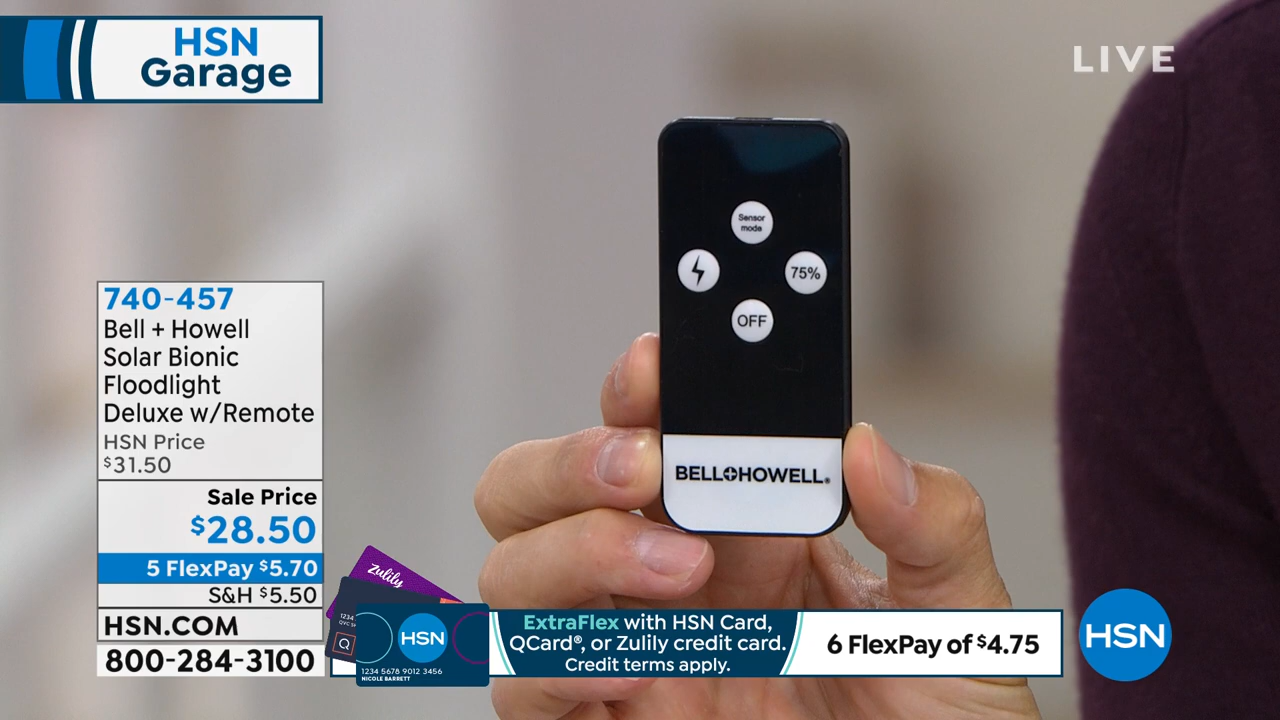 HSN
Garage
LIVE
Sensor
mode
75%
OFF
BELL+HOWELL®
740-457
Bell + Howell
Solar Bionic
Floodlight
Deluxe w/Remote
HSN Price
$31.50
Sale Price
$28.50
5 FlexPay $5.70
S&H $5.50
HSN.COM
800-284-3100
zulily
1234
Q
HSN
1234 5678 9012 3456
NICOLE BARRETT
ExtraFlex with HSN Card,
QCard®, or Zulily credit card.
Credit terms apply.
6 FlexPay of $4.75
HSN